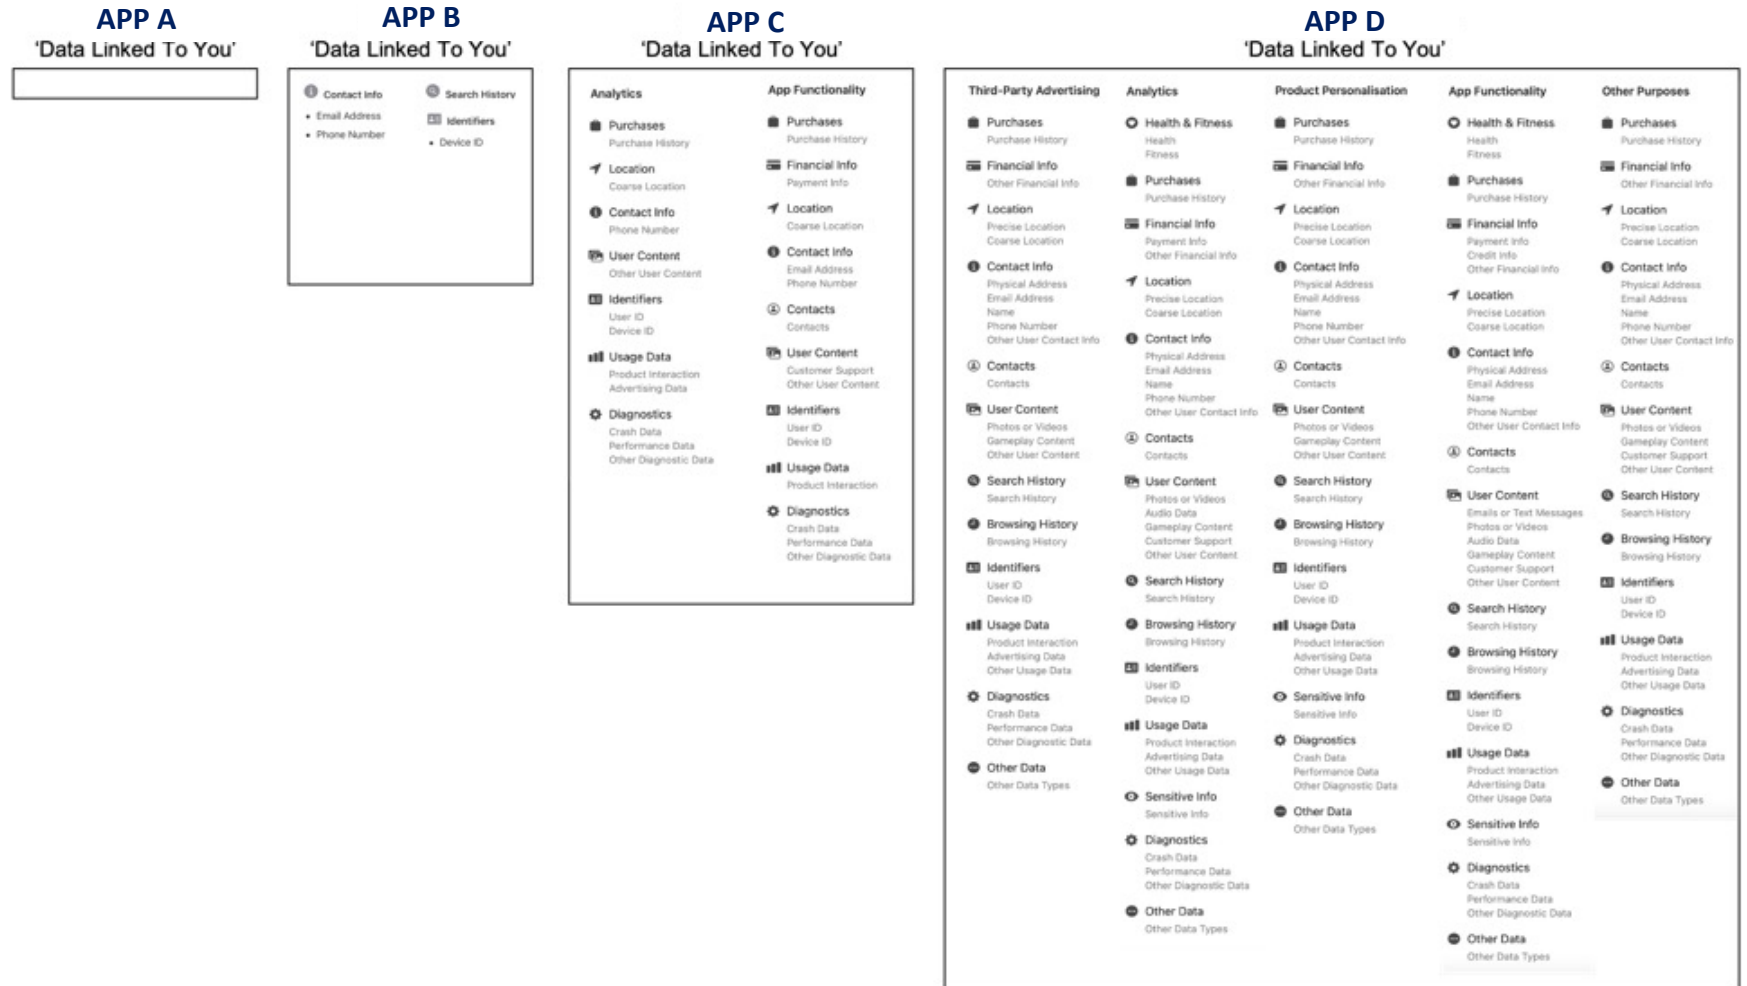 APP A
'Data Linked To You'
APP B
'Data Linked To You'
Contact Info
Email Address
Phone Number
Search History
Identifiers
Device ID
APP C
'Data Linked To You'
Analytics
Purchases
Purchase History
Location
Coarse Location
Contact Info
Phone Number
User Content
Other User Content
Identifiers
User ID
Device ID
Usage Data
Product Interaction
Advertising Data
Diagnostics
Crash Data
Performance Data
Other Diagnostic Data
App Functionality
Purchases
Purchase History
Financial Info
Payment Info
Location
Coarse Location
Contact Info
Email Address
Phone Number
Contacts
Contacts
User Content
Customer Support
Other User Content
Identifiers
User ID
Device ID
Usage Data
Product Interaction
Diagnostics
Crash Data
Performance Data
Other Diagnostic Data
APP D
'Data Linked To You'
Third-Party Advertising
Purchases
Purchase History
Financial Info
Other Financial Info
Location
Precise Location
Coarse Location
Contact Info
Physical Address
Email Address
Name
Phone Number
Other User Contact Info
Contacts
Contacts
User Content
Photos or Videos
Gameplay Content
Other User Content
Search History
Search History
Browsing History
Browsing History
Identifiers
User ID
Device ID
Usage Data
Product Interaction
Advertising Data
Other Usage Data
Diagnostics
Crash Data
Performance Data
Other Diagnostic Data
Other Data
Other Data Types
Analytics
Health & Fitness
Health
Fitness
Purchases
Purchase History
Financial Info
Payment Info
Other Financial Info
Location
Precise Location
Coarse Location
Contact Info
Physical Address
Email Address
Name
Phone Number
Other User Contact Info
Contacts
Contacts
User Content
Photos or Videos
Audio Data
Gameplay Content
Customer Support
Other User Content
Search History
Search History
Browsing History
Browsing History
Identifiers
User ID
Device ID
Usage Data
Product Interaction
Advertising Data
Other Usage Data
Sensitive Info
Sensitive Info
Diagnostics
Crash Data
Performance Data
Other Diagnostic Data
Other Data
Other Data Types
Product Personalisation
Purchases
Purchase History
Financial Info
Other Financial Info
Location
Precise Location
Coarse Location
Contact Info
Physical Address
Email Address
Name
Phone Number
Other User Contact Info
Contacts
Contacts
User Content
Photos or Videos
Gameplay Content
Other User Content
Search History
Search History
Browsing History
Browsing History
Identifiers
User ID
Device ID
Usage Data
Product Interaction
Advertising Data
Other Usage Data
Sensitive Info
Sensitive Info
Diagnostics
Crash Data
Performance Data
Other Diagnostic Data
Other Data
Other Data Types
App Functionality
Health & Fitness
Health
Fitness
Purchases
Purchase History
Financial Info
Payment Info
Credit Info
Other Financial Info
Location
Precise Location
Coarse Location
Contact Info
Physical Address
Email Address
Name
Phone Number
Other User Contact Info
Contacts
Contacts
User Content
Emails or Text Messages
Photos or Videos
Audio Data
Gameplay Content
Customer Support
Other User Content
Search History
Search History
Browsing History
Browsing History
Identifiers
User ID
Device ID
Usage Data
Product Interaction
Advertising Data
Other Usage Data
Sensitive Info
Sensitive Info
Diagnostics
Crash Data
Performance Data
Other Diagnostic Data
Other Data
Other Data Types
Other Purposes
Purchases
Purchase History
Financial Info
Other Financial Info
Location
Precise Location
Coarse Location
Contact Info
Physical Address
Email Address
Name
Phone Number
Other User Contact Info
Contacts
Contacts
User Content
Photos or Videos
Gameplay Content
Customer Support
Other User Content
Search History
Search History
Browsing History
Browsing History
Identifiers
User ID
Device ID
Usage Data
Product Interaction
Advertising Data
Other Usage Data
Diagnostics
Crash Data
Performance Data
Other Diagnostic Data
Other Data
Other Data Types